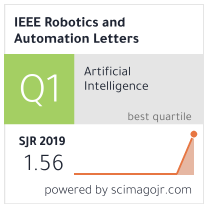 IEEE Robotics and
Automation Letters
Q1
Artificial
Intelligence
best quartile
SJR 2019
1.56
powered by scimagojr.com